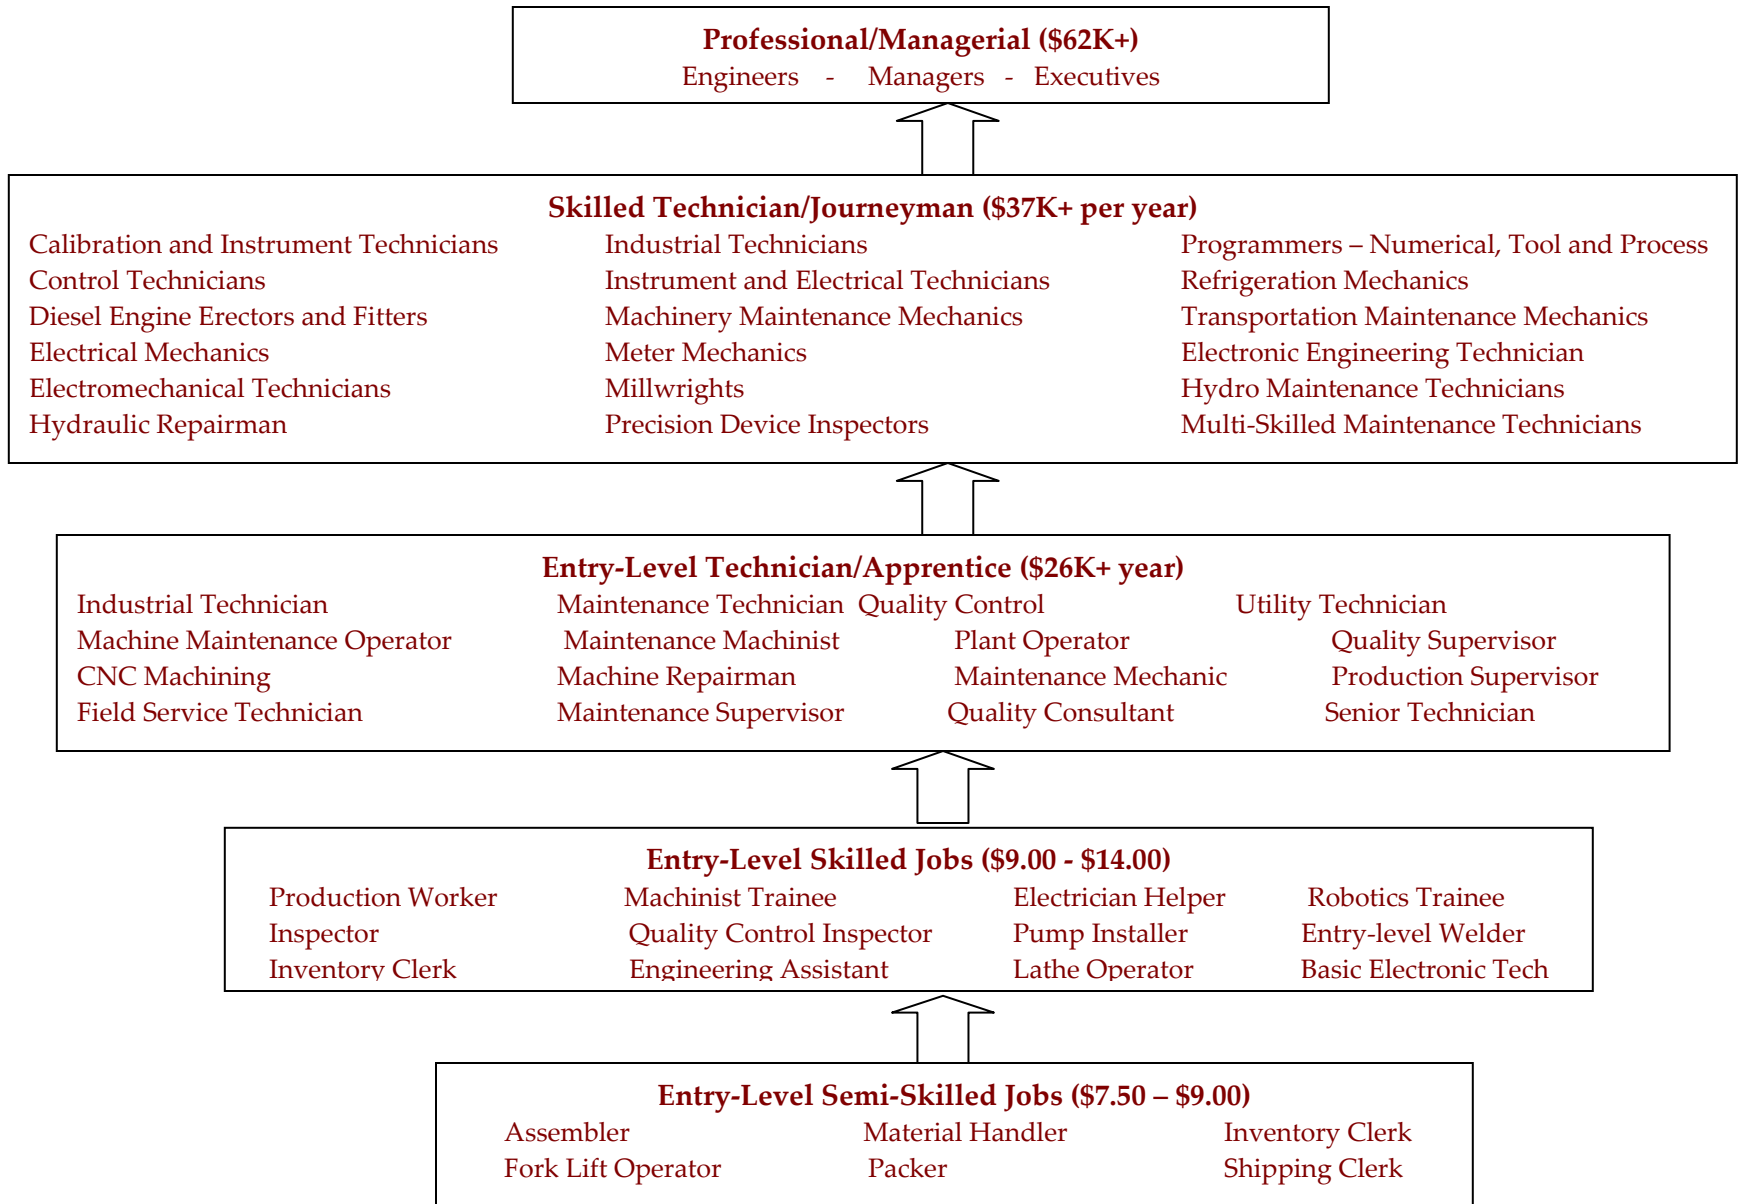 Professional/Managerial ($62K+)
Engineers - Managers - Executives
Skilled Technician/Journeyman ($37K+ per year)
Calibration and Instrument Technicians Industrial Technicians Programmers – Numerical, Tool and Process
Control Technicians Instrument and Electrical Technicians Refrigeration Mechanics
Diesel Engine Erectors and Fitters Machinery Maintenance Mechanics Transportation Maintenance Mechanics
Electrical Mechanics Meter Mechanics Electronic Engineering Technician
Electromechanical Technicians Millwrights Hydro Maintenance Technicians
Hydraulic Repairman Precision Device Inspectors Multi-Skilled Maintenance Technicians
Entry-Level Technician/Apprentice ($26K+ year)
Industrial Technician Maintenance Technician Quality Control Utility Technician
Machine Maintenance Operator Maintenance Machinist Plant Operator Quality Supervisor
CNC Machining Machine Repairman Maintenance Mechanic Production Supervisor
Field Service Technician Maintenance Supervisor Quality Consultant Senior Technician
Entry-Level Skilled Jobs ($9.00 - $14.00)
Production Worker Machinist Trainee Electrician Helper Robotics Trainee
Inspector Quality Control Inspector Pump Installer Entry-level Welder
Inventory Clerk Engineering Assistant Lathe Operator Basic Electronic Tech
Entry-Level Semi-Skilled Jobs ($7.50 – $9.00)
Assembler Material Handler Inventory Clerk
Fork Lift Operator Packer Shipping Clerk